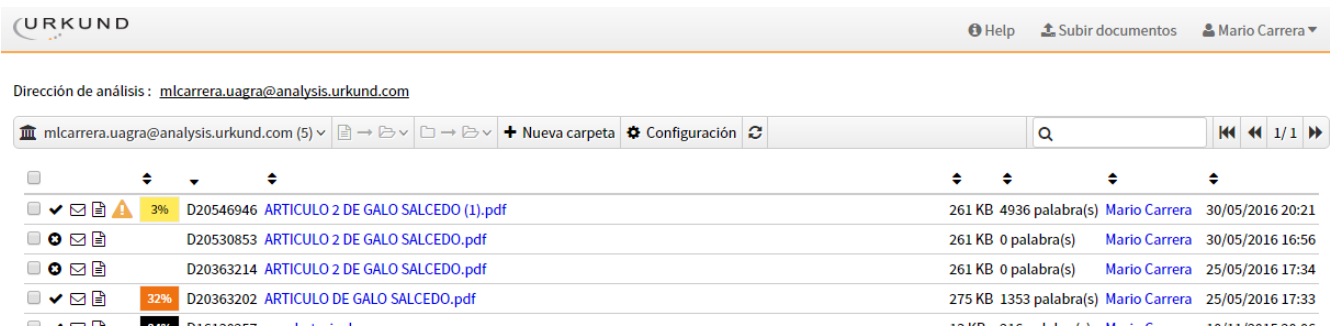 URKUND
Help Subir documentos Mario Carrera
Dirección de análisis : mlcarrera.uagra@analysis.urkund.com
mlcarrera.uagra@analysis.urkund.com (5) Nueva carpeta Configuración 1/ 1
3% D20546946 ARTICULO 2 DE GALO SALCEDO (1).pdf 261 KB 4936 palabra(s) Mario Carrera 30/05/2016 20:21
D20530853 ARTICULO 2 DE GALO SALCEDO.pdf 261 KB 0 palabra(s) Mario Carrera 30/05/2016 16:56
D20363214 ARTICULO 2 DE GALO SALCEDO.pdf 261 KB 0 palabra(s) Mario Carrera 25/05/2016 17:34
32% D20363202 ARTICULO DE GALO SALCEDO.pdf 275 KB 1353 palabra(s) Mario Carrera 25/05/2016 17:33